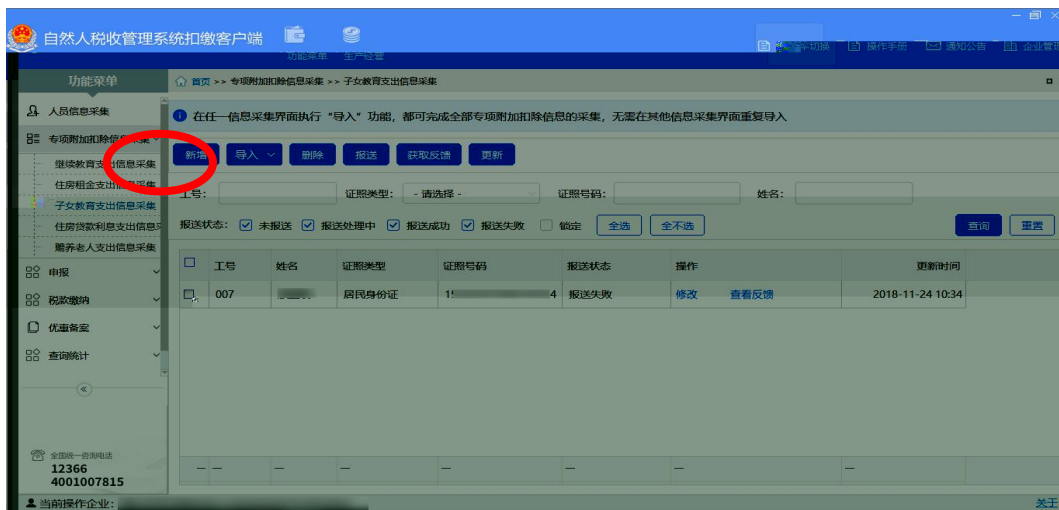 自然人税收管理系统扣缴客户端
功能菜单 生产经营
切换 操作手册 通知公告 企业管
功能菜单
首页 >> 专项附加扣除信息采集 >> 子女教育支出信息采集
人员信息采集
专项附加扣除信息采集
继续教育支出信息采集
住房租金支出信息采集
子女教育支出信息采集
住房贷款利息支出信息
赡养老人支出信息采集
申报
税款缴纳
优惠备案
查询统计
全国统一咨询电话
12366
4001007815
在任一信息采集界面执行“导入”功能，都可完成全部专项附加扣除信息的采集，无需在其他信息采集界面重复导入
新增 导入 删除 报送 获取反馈 更新
工号: 证照类型: - 请选择 - 证照号码: 姓名:
报送状态: 未报送 报送处理中 报送成功 报送失败 锁定 全选 全不选 查询 重置
工号 姓名 证照类型 证照号码 报送状态 操作 更新时间
007 居民身份证 1 4 报送失败 修改 查看反馈 2018-11-24 10:34
-- -- -- -- -- -- -- --
当前操作企业: 关于